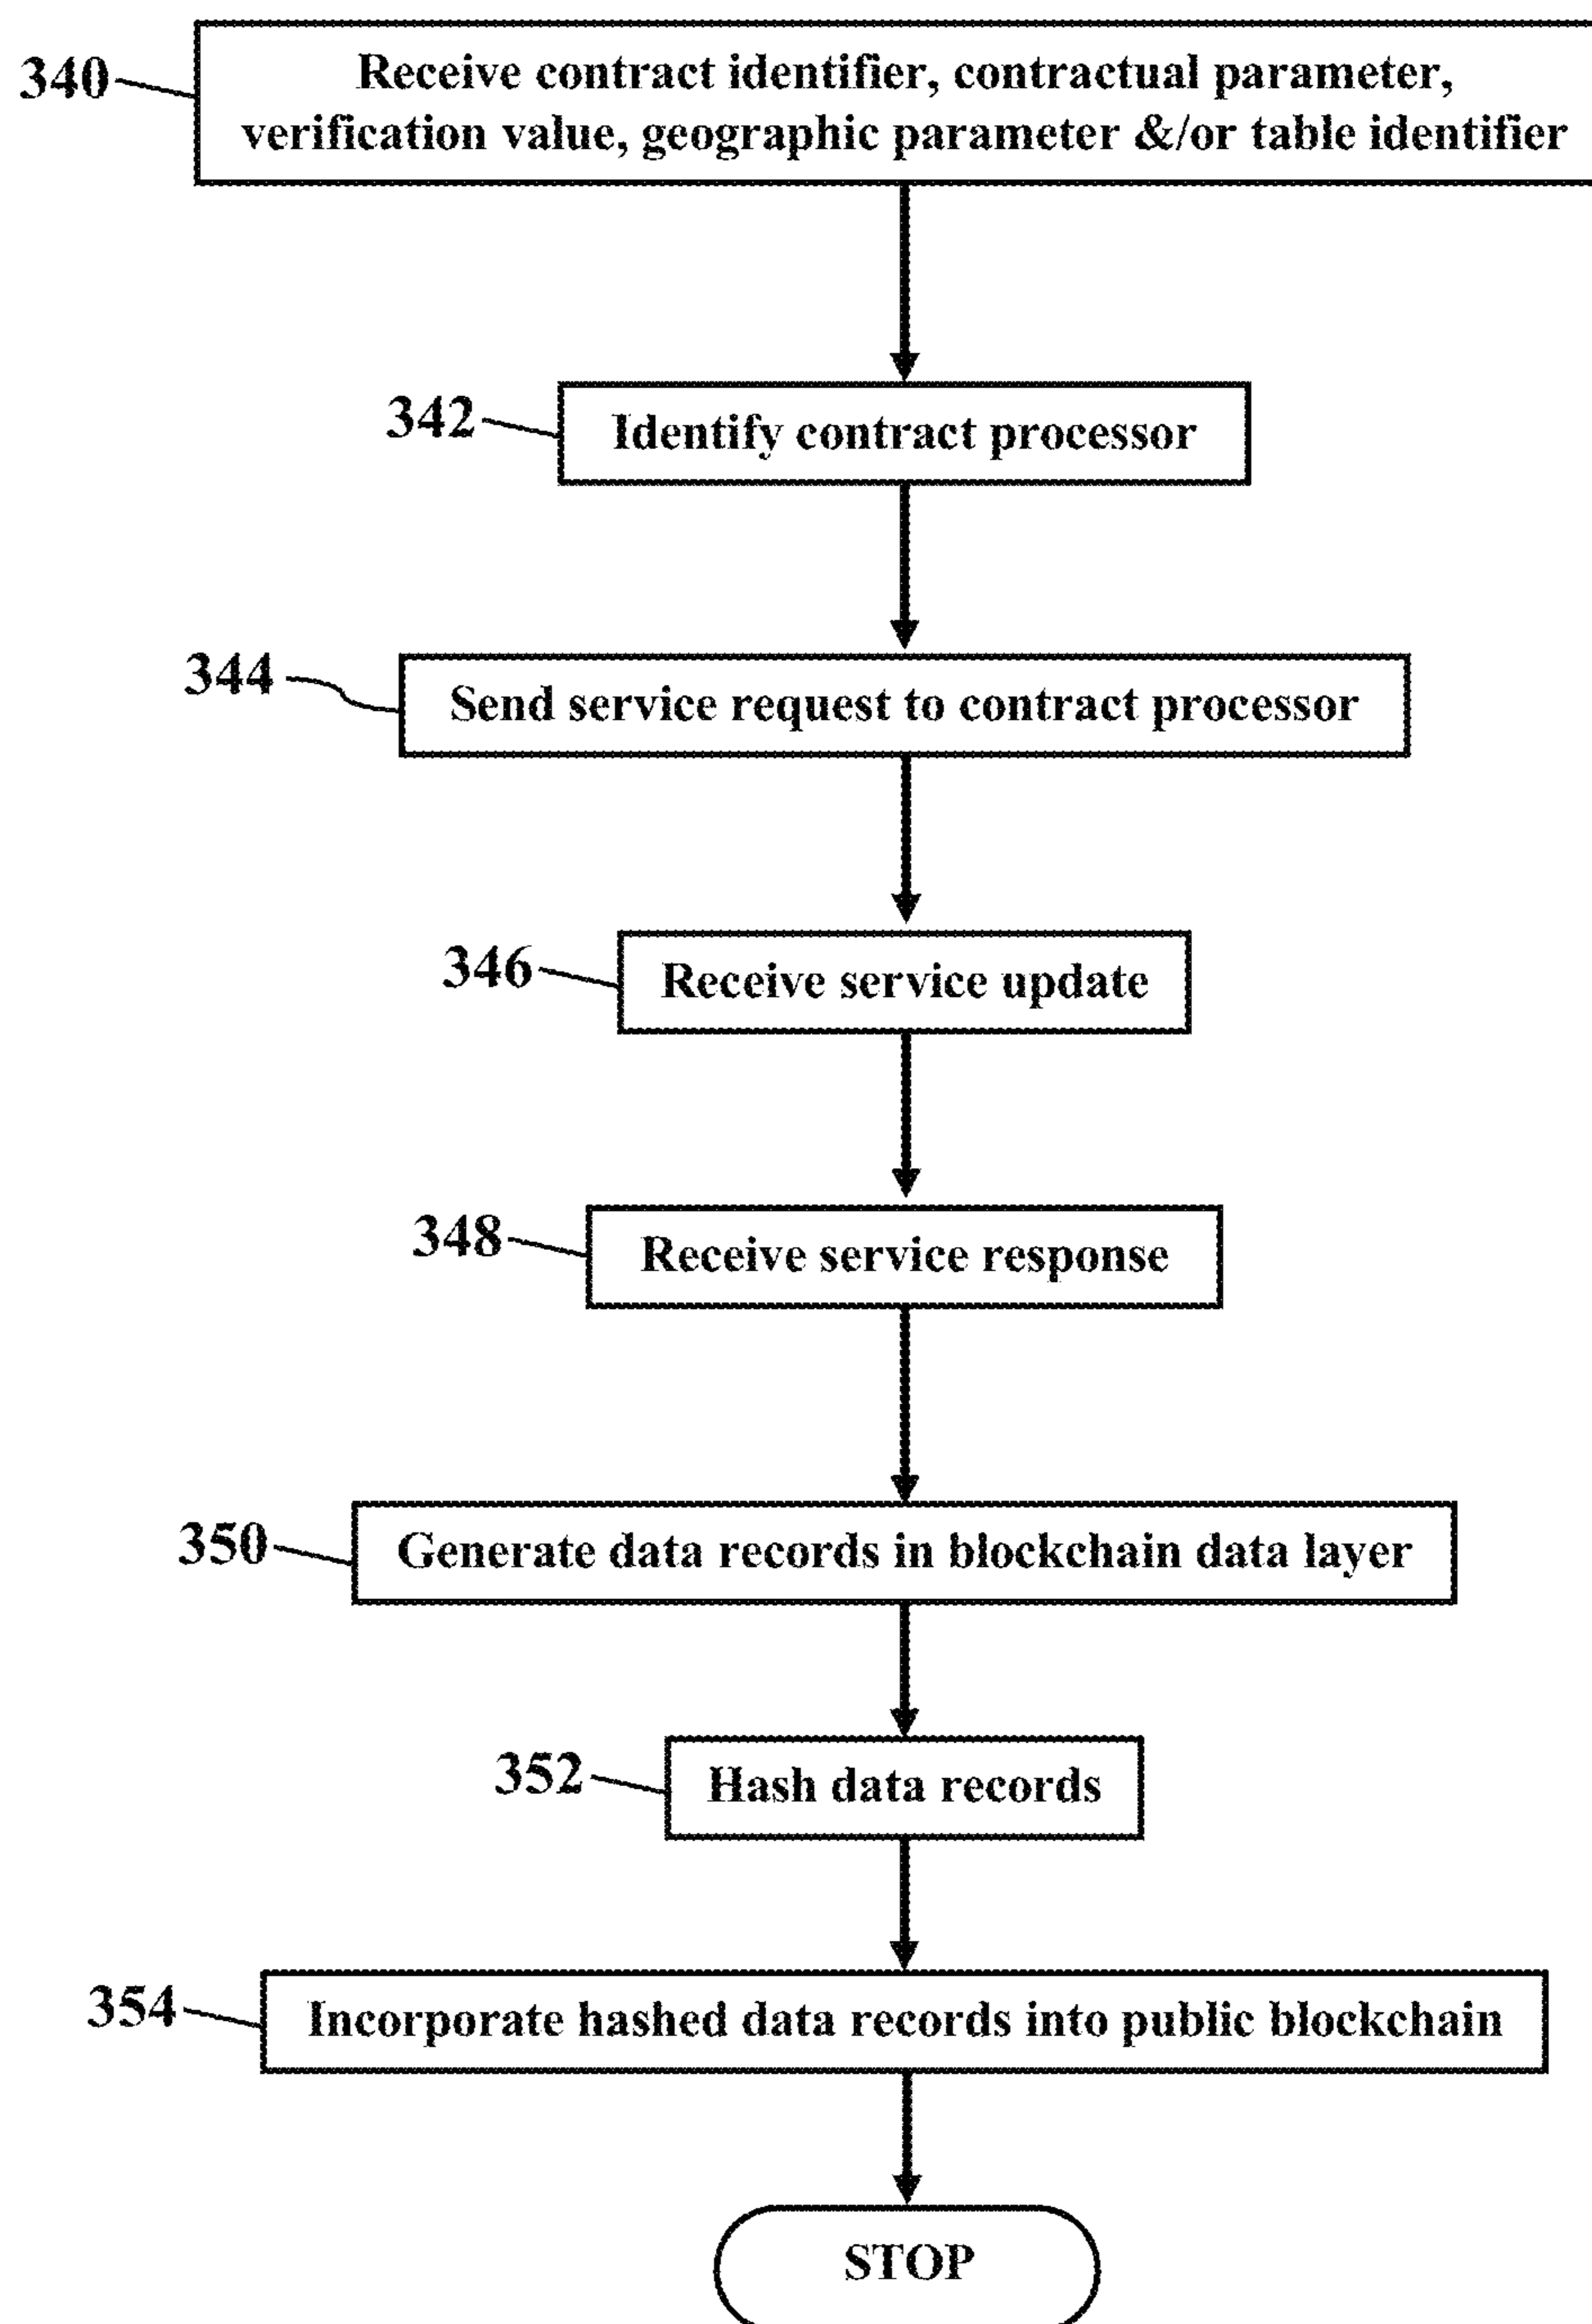 340
Receive contract identifier, contractual parameter,
verification value, geographic parameter &/or table identifier
342
Identify contract processor
344
Send service request to contract processor
346
Receive service update
348
Receive service response
350
Generate data records in blockchain data layer
352
Hash data records
354
Incorporate hashed data records into public blockchain
STOP